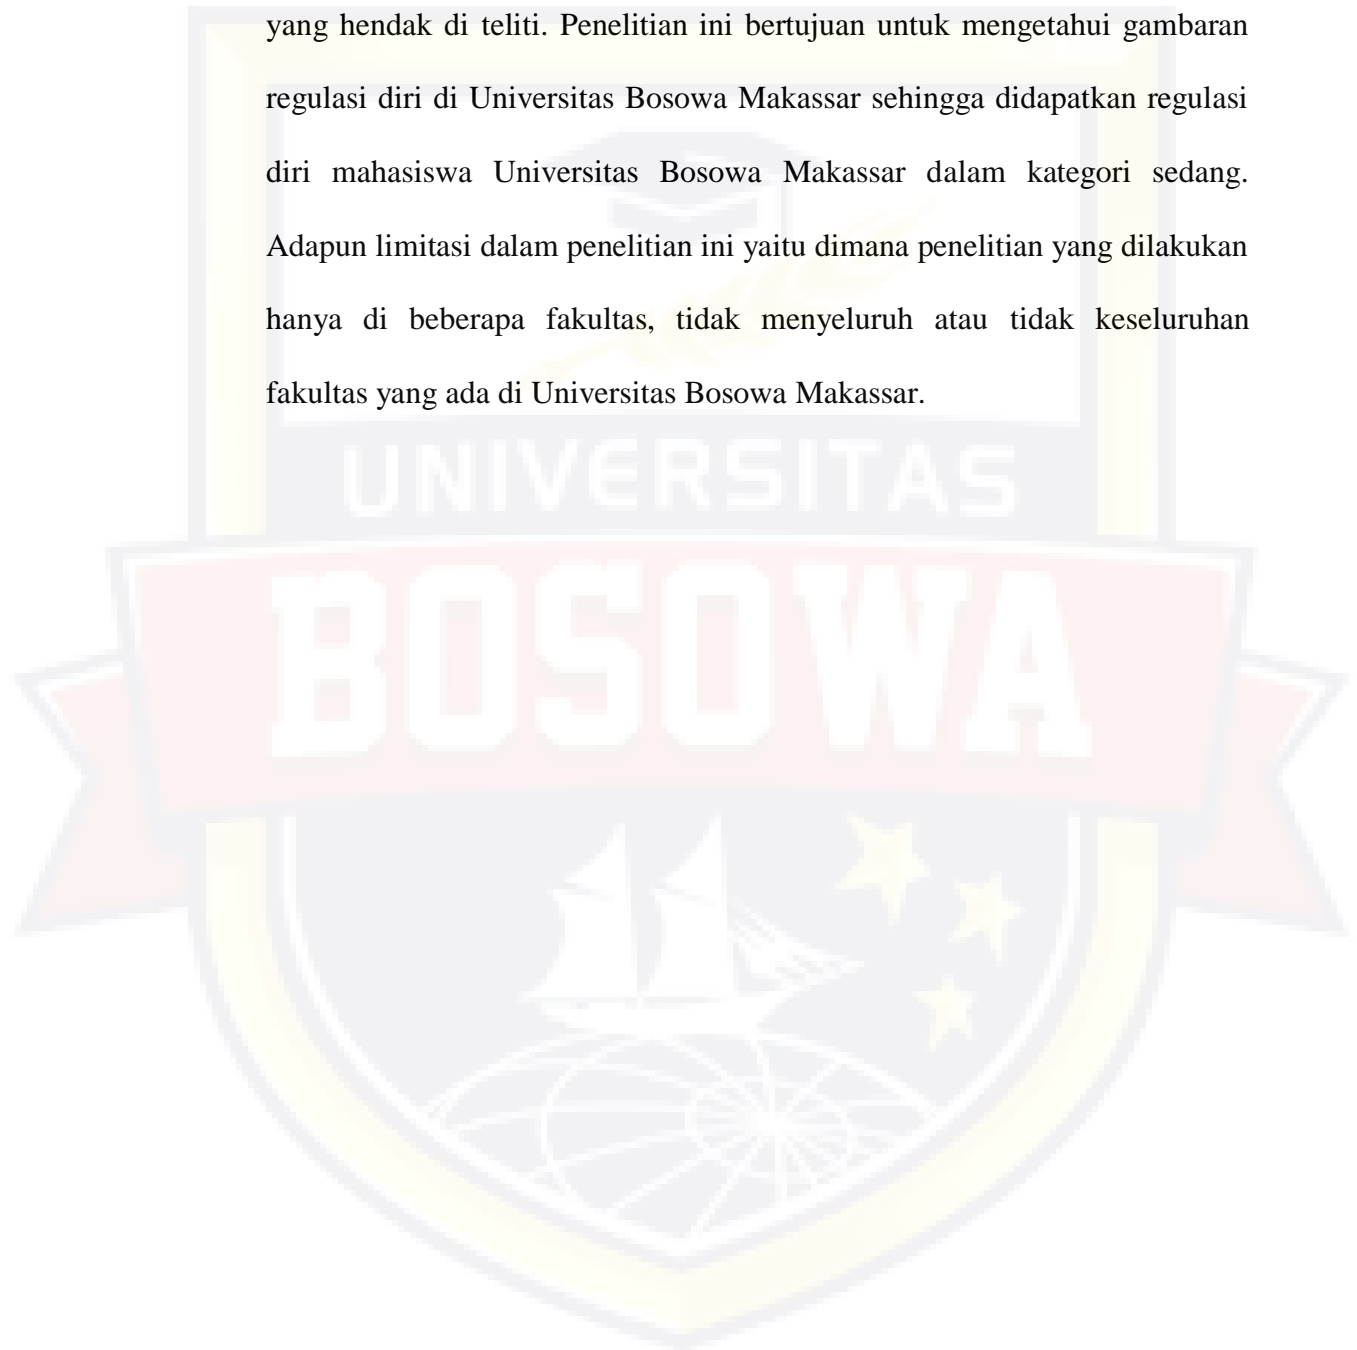 yang hendak di teliti. Penelitian ini bertujuan untuk mengetahui gambaran
regulasi diri di Universitas Bosowa Makassar sehingga didapatkan regulasi
diri mahasiswa Universitas Bosowa Makassar dalam kategori sedang.
Adapun limitasi dalam penelitian ini yaitu dimana penelitian yang dilakukan
hanya di beberapa fakultas, tidak menyeluruh atau tidak keseluruhan
fakultas yang ada di Universitas Bosowa Makassar.
UNIVERSITAS
BOSOWA